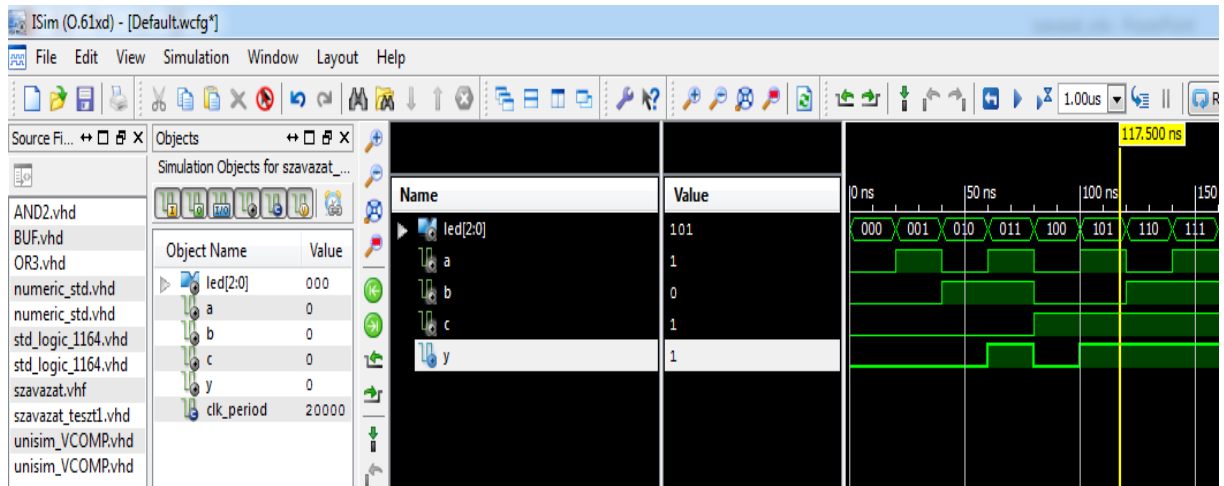 ISim (O.61xd) - [Default.wcfg*]
File Edit View Simulation Window Layout Help
1.00us
Source Fi... Objects
117.500 ns
Simulation Objects for szavazat_...
Name Value
0 ns 50 ns 100 ns 150
Object Name Value
AND2.vhd
BUF.vhd
OR3.vhd
numeric_std.vhd
numeric_std.vhd
std_logic_1164.vhd
std_logic_1164.vhd
szavazat.vhf
szavazat_teszt1.vhd
unisim_VCOMP.vhd
unisim_VCOMP.vhd
led[2:0] 000
a 0
b 0
c 0
y 0
clk_period 20000
led[2:0] 101 000 001 010 011 100 101 110 111
a 1
b 0
c 1
y 1